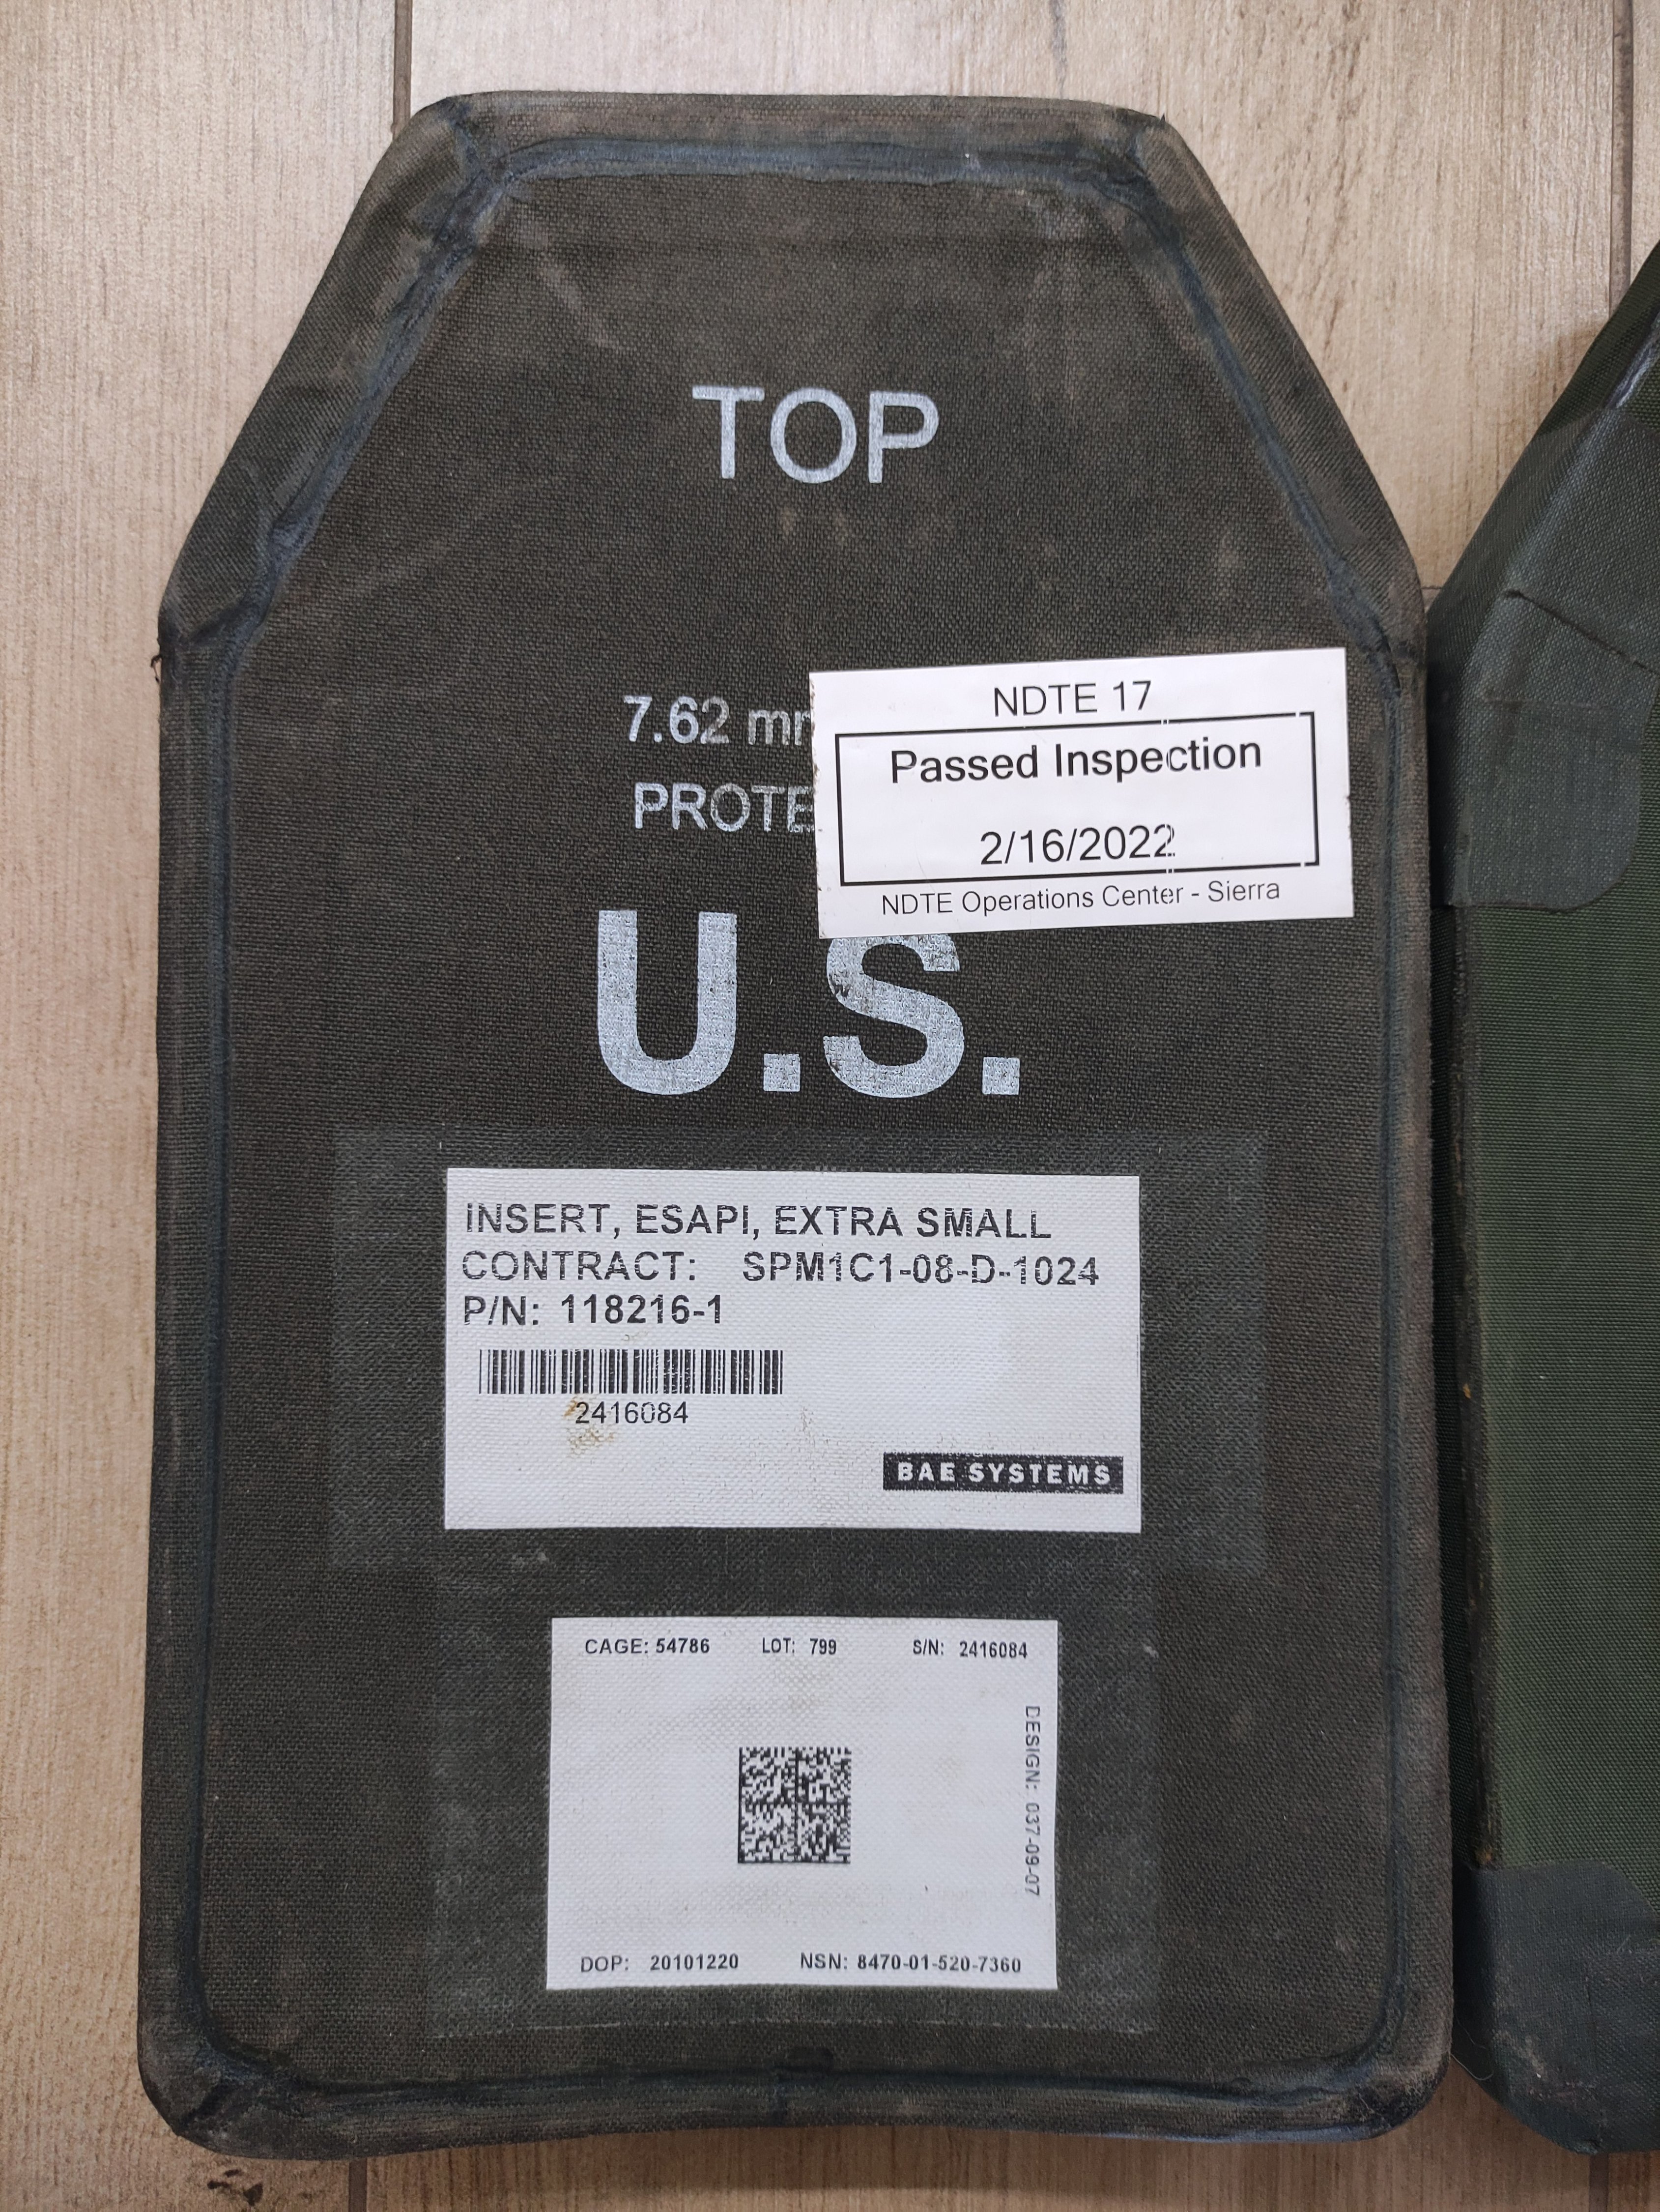 TOP
7.62 m
PROTE
NDTE 17
Passed Inspection
2/16/2022
NDTE Operations Center - Sierra
U.S.
INSERT, ESAPI, EXTRA SMALL
CONTRACT: SPM1C1-08-D-1024
P/N: 118216-1
2416084
BAE SYSTEMS
CAGE: 54786 LOT: 799 S/N: 2416084
DESIGN: 037-09-07
DOP: 20101220 NSN: 8470-01-520-7360